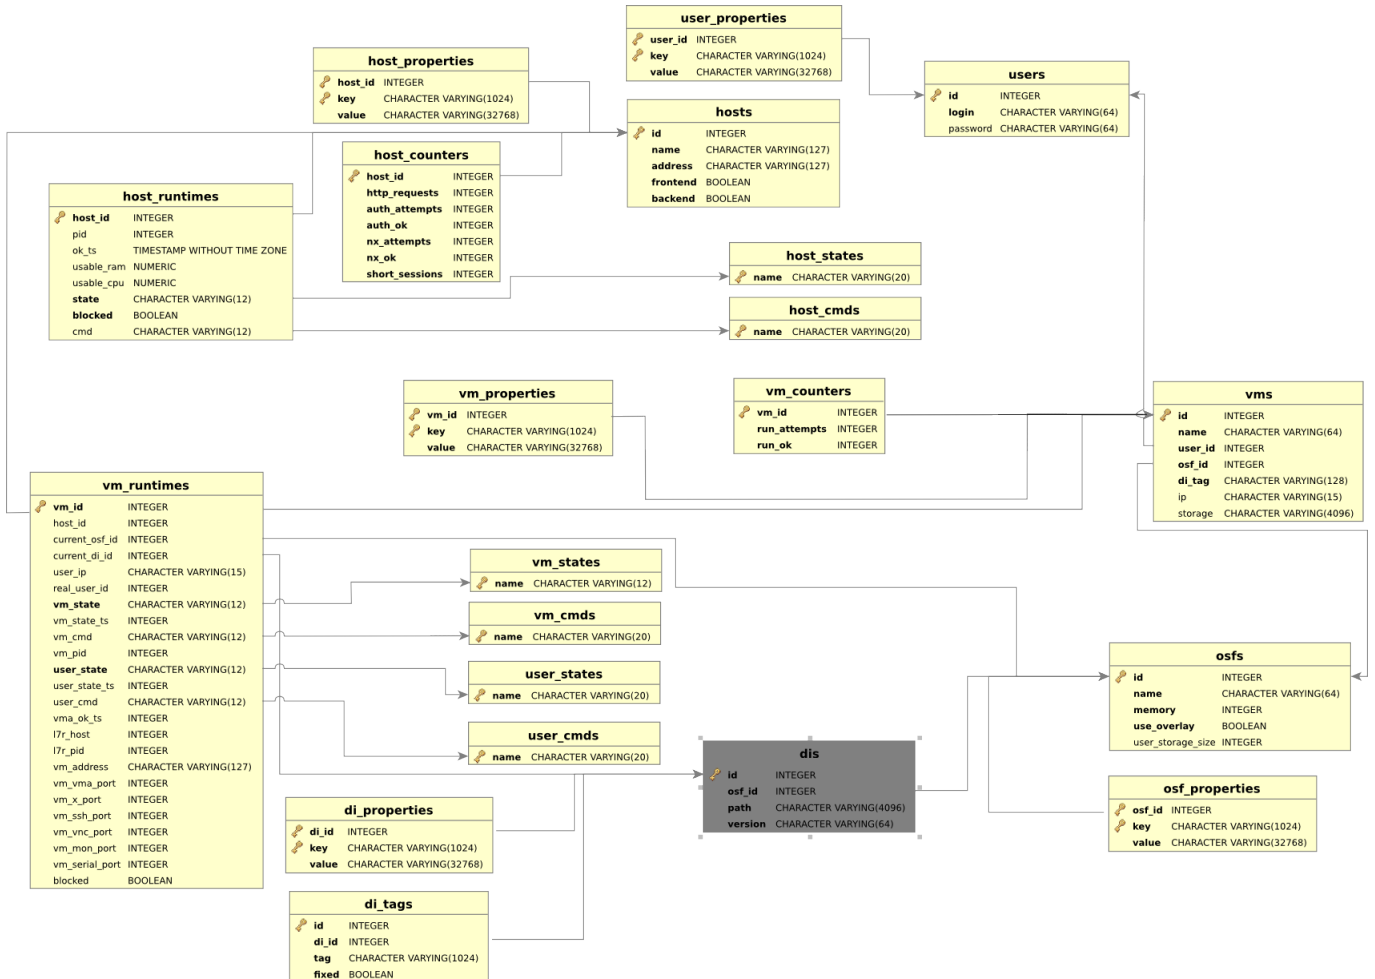 user_properties
user_id INTEGER
key CHARACTER VARYING(1024)
value CHARACTER VARYING(32768)
host_properties
host_id INTEGER
key CHARACTER VARYING(1024)
value CHARACTER VARYING(32768)
users
id INTEGER
login CHARACTER VARYING(64)
password CHARACTER VARYING(64)
hosts
id INTEGER
name CHARACTER VARYING(127)
address CHARACTER VARYING(127)
frontend BOOLEAN
backend BOOLEAN
host_counters
host_id INTEGER
http_requests INTEGER
auth_attempts INTEGER
auth_ok INTEGER
nx_attempts INTEGER
nx_ok INTEGER
short_sessions INTEGER
host_runtimes
host_id INTEGER
pid INTEGER
ok_ts TIMESTAMP WITHOUT TIME ZONE
usable_ram NUMERIC
usable_cpu NUMERIC
state CHARACTER VARYING(12)
blocked BOOLEAN
cmd CHARACTER VARYING(12)
host_states
name CHARACTER VARYING(20)
host_cmds
name CHARACTER VARYING(20)
vm_properties
vm_id INTEGER
key CHARACTER VARYING(1024)
value CHARACTER VARYING(32768)
vm_counters
vm_id INTEGER
run_attempts INTEGER
run_ok INTEGER
vms
id INTEGER
name CHARACTER VARYING(64)
user_id INTEGER
osf_id INTEGER
di_tag CHARACTER VARYING(128)
ip CHARACTER VARYING(15)
storage CHARACTER VARYING(4096)
vm_runtimes
vm_id INTEGER
host_id INTEGER
current_osf_id INTEGER
current_di_id INTEGER
user_ip CHARACTER VARYING(15)
real_user_id INTEGER
vm_state CHARACTER VARYING(12)
vm_state_ts INTEGER
vm_cmd CHARACTER VARYING(12)
vm_pid INTEGER
user_state CHARACTER VARYING(12)
user_state_ts INTEGER
user_cmd CHARACTER VARYING(12)
vma_ok_ts INTEGER
l7r_host INTEGER
l7r_pid INTEGER
vm_address CHARACTER VARYING(127)
vm_vma_port INTEGER
vm_x_port INTEGER
vm_ssh_port INTEGER
vm_vnc_port INTEGER
vm_mon_port INTEGER
vm_serial_port INTEGER
blocked BOOLEAN
vm_states
name CHARACTER VARYING(12)
vm_cmds
name CHARACTER VARYING(20)
user_states
name CHARACTER VARYING(20)
user_cmds
name CHARACTER VARYING(20)
osfs
id INTEGER
name CHARACTER VARYING(64)
memory INTEGER
use_overlay BOOLEAN
user_storage_size INTEGER
dis
id INTEGER
osf_id INTEGER
path CHARACTER VARYING(4096)
version CHARACTER VARYING(64)
osf_properties
osf_id INTEGER
key CHARACTER VARYING(1024)
value CHARACTER VARYING(32768)
di_properties
di_id INTEGER
key CHARACTER VARYING(1024)
value CHARACTER VARYING(32768)
di_tags
id INTEGER
di_id INTEGER
tag CHARACTER VARYING(1024)
fixed BOOLEAN